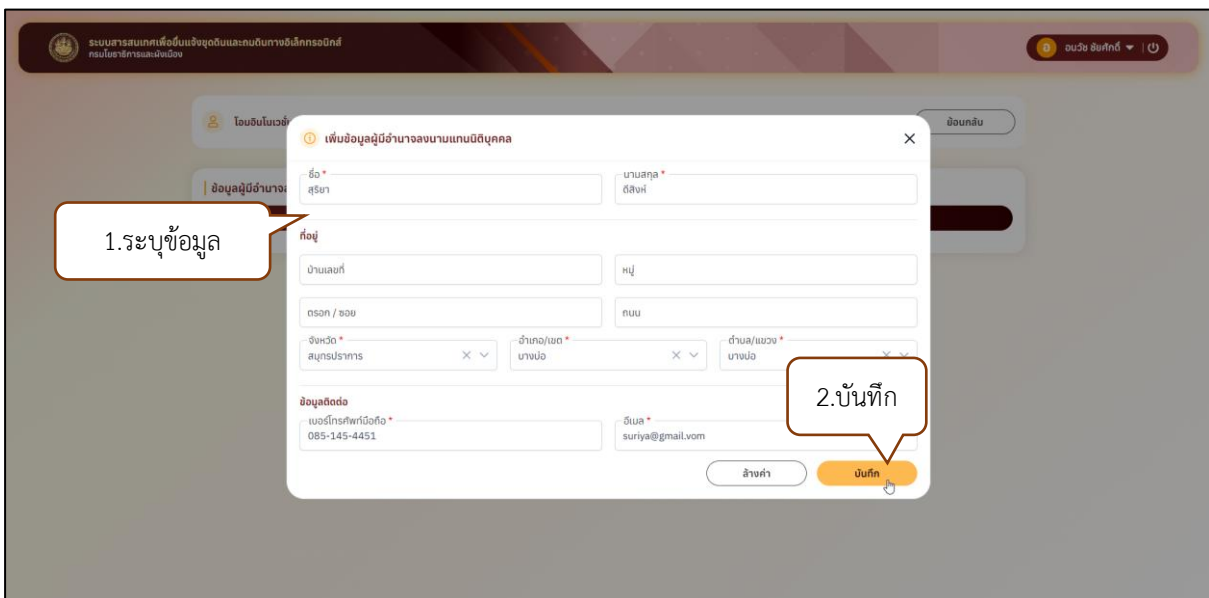 ระบบสารสนเทศเพื่อยื่นแจ้งขุดดินและถมดินทางอิเล็กทรอนิกส์
กรมโยธาธิการและผังเมือง
อ อนวัช ชัยศักดิ์
โอบอินโนเวชั่
ย้อนกลับ
เพิ่มข้อมูลผู้มีอำนาจลงนามแทนนิติบุคคล
ข้อมูลผู้มีอำนาจล
ชื่อ *
สุริยา
นามสกุล *
ดีสิงห์
1.ระบุข้อมูล
ที่อยู่
บ้านเลขที่
หมู่
ตรอก / ซอย
ถนน
จังหวัด *
สมุทรปราการ
อำเภอ/เขต *
บางบ่อ
ตำบล/แขวง *
บางบ่อ
2.บันทึก
ข้อมูลติดต่อ
เบอร์โทรศัพท์มือถือ *
085-145-4451
อีเมล *
suriya@gmail.vom
ล้างค่า
บันทึก